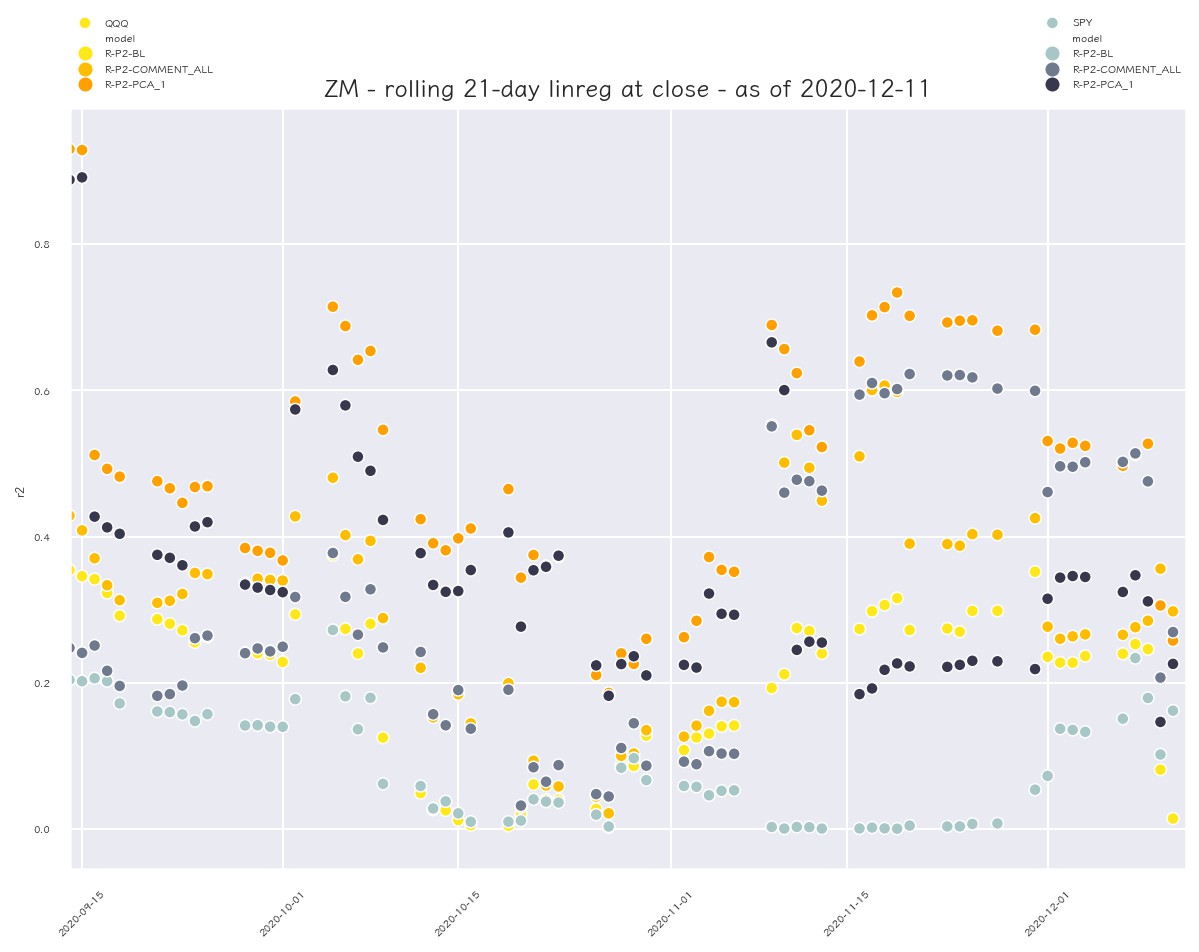 QQQ
model
R-P2-BL
R-P2-COMMENT_ALL
R-P2-PCA_1
SPY
model
R-P2-BL
R-P2-COMMENT_ALL
R-P2-PCA_1
ZM - rolling 21-day linreg at close - as of 2020-12-11
0.8
0.6
0.4
0.2
0.0
r2
2020-09-15
2020-10-01
2020-10-15
2020-11-01
2020-11-15
2020-12-01